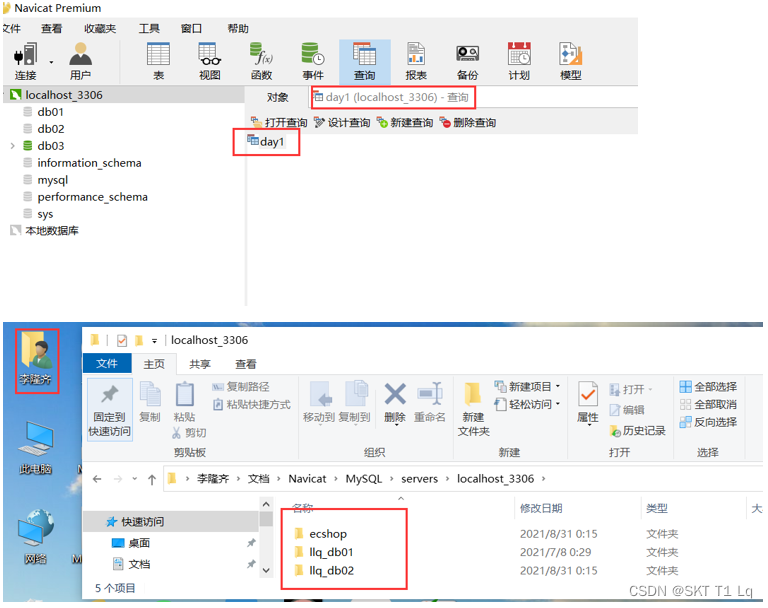 Navicat Premium
文件 查看 收藏夹 工具 窗口 帮助
连接 用户 表 视图 函数 事件 查询 报表 备份 计划 模型
f(x)
localhost_3306
对象 day1 (localhost_3306) - 查询
db01
打开查询 设计查询 新建查询 删除查询
db02
day1
db03
information_schema
mysql
performance_schema
sys
本地数据库
localhost_3306
文件 主页 共享 查看
李隆齐
固定到
快速访问
复制
粘贴
复制路径
粘贴快捷方式
剪切
移动到 复制到 删除 重命名
新建
文件夹
新建项目
轻松访问
属性
打开
编辑
历史记录
全部选择
全部取消
反向选择
剪贴板 组织 新建 打开 选择
此电脑
李隆齐 › 文档 › Navicat › MySQL › servers › localhost_3306 ›
名称 修改日期 类型 大
快速访问
桌面
文档
ecshop 2021/8/31 0:15 文件夹
llq_db01 2021/7/8 0:29 文件夹
llq_db02 2021/8/31 0:15 文件夹
网络
5 个项目
CSDN @SKT T1 Lq